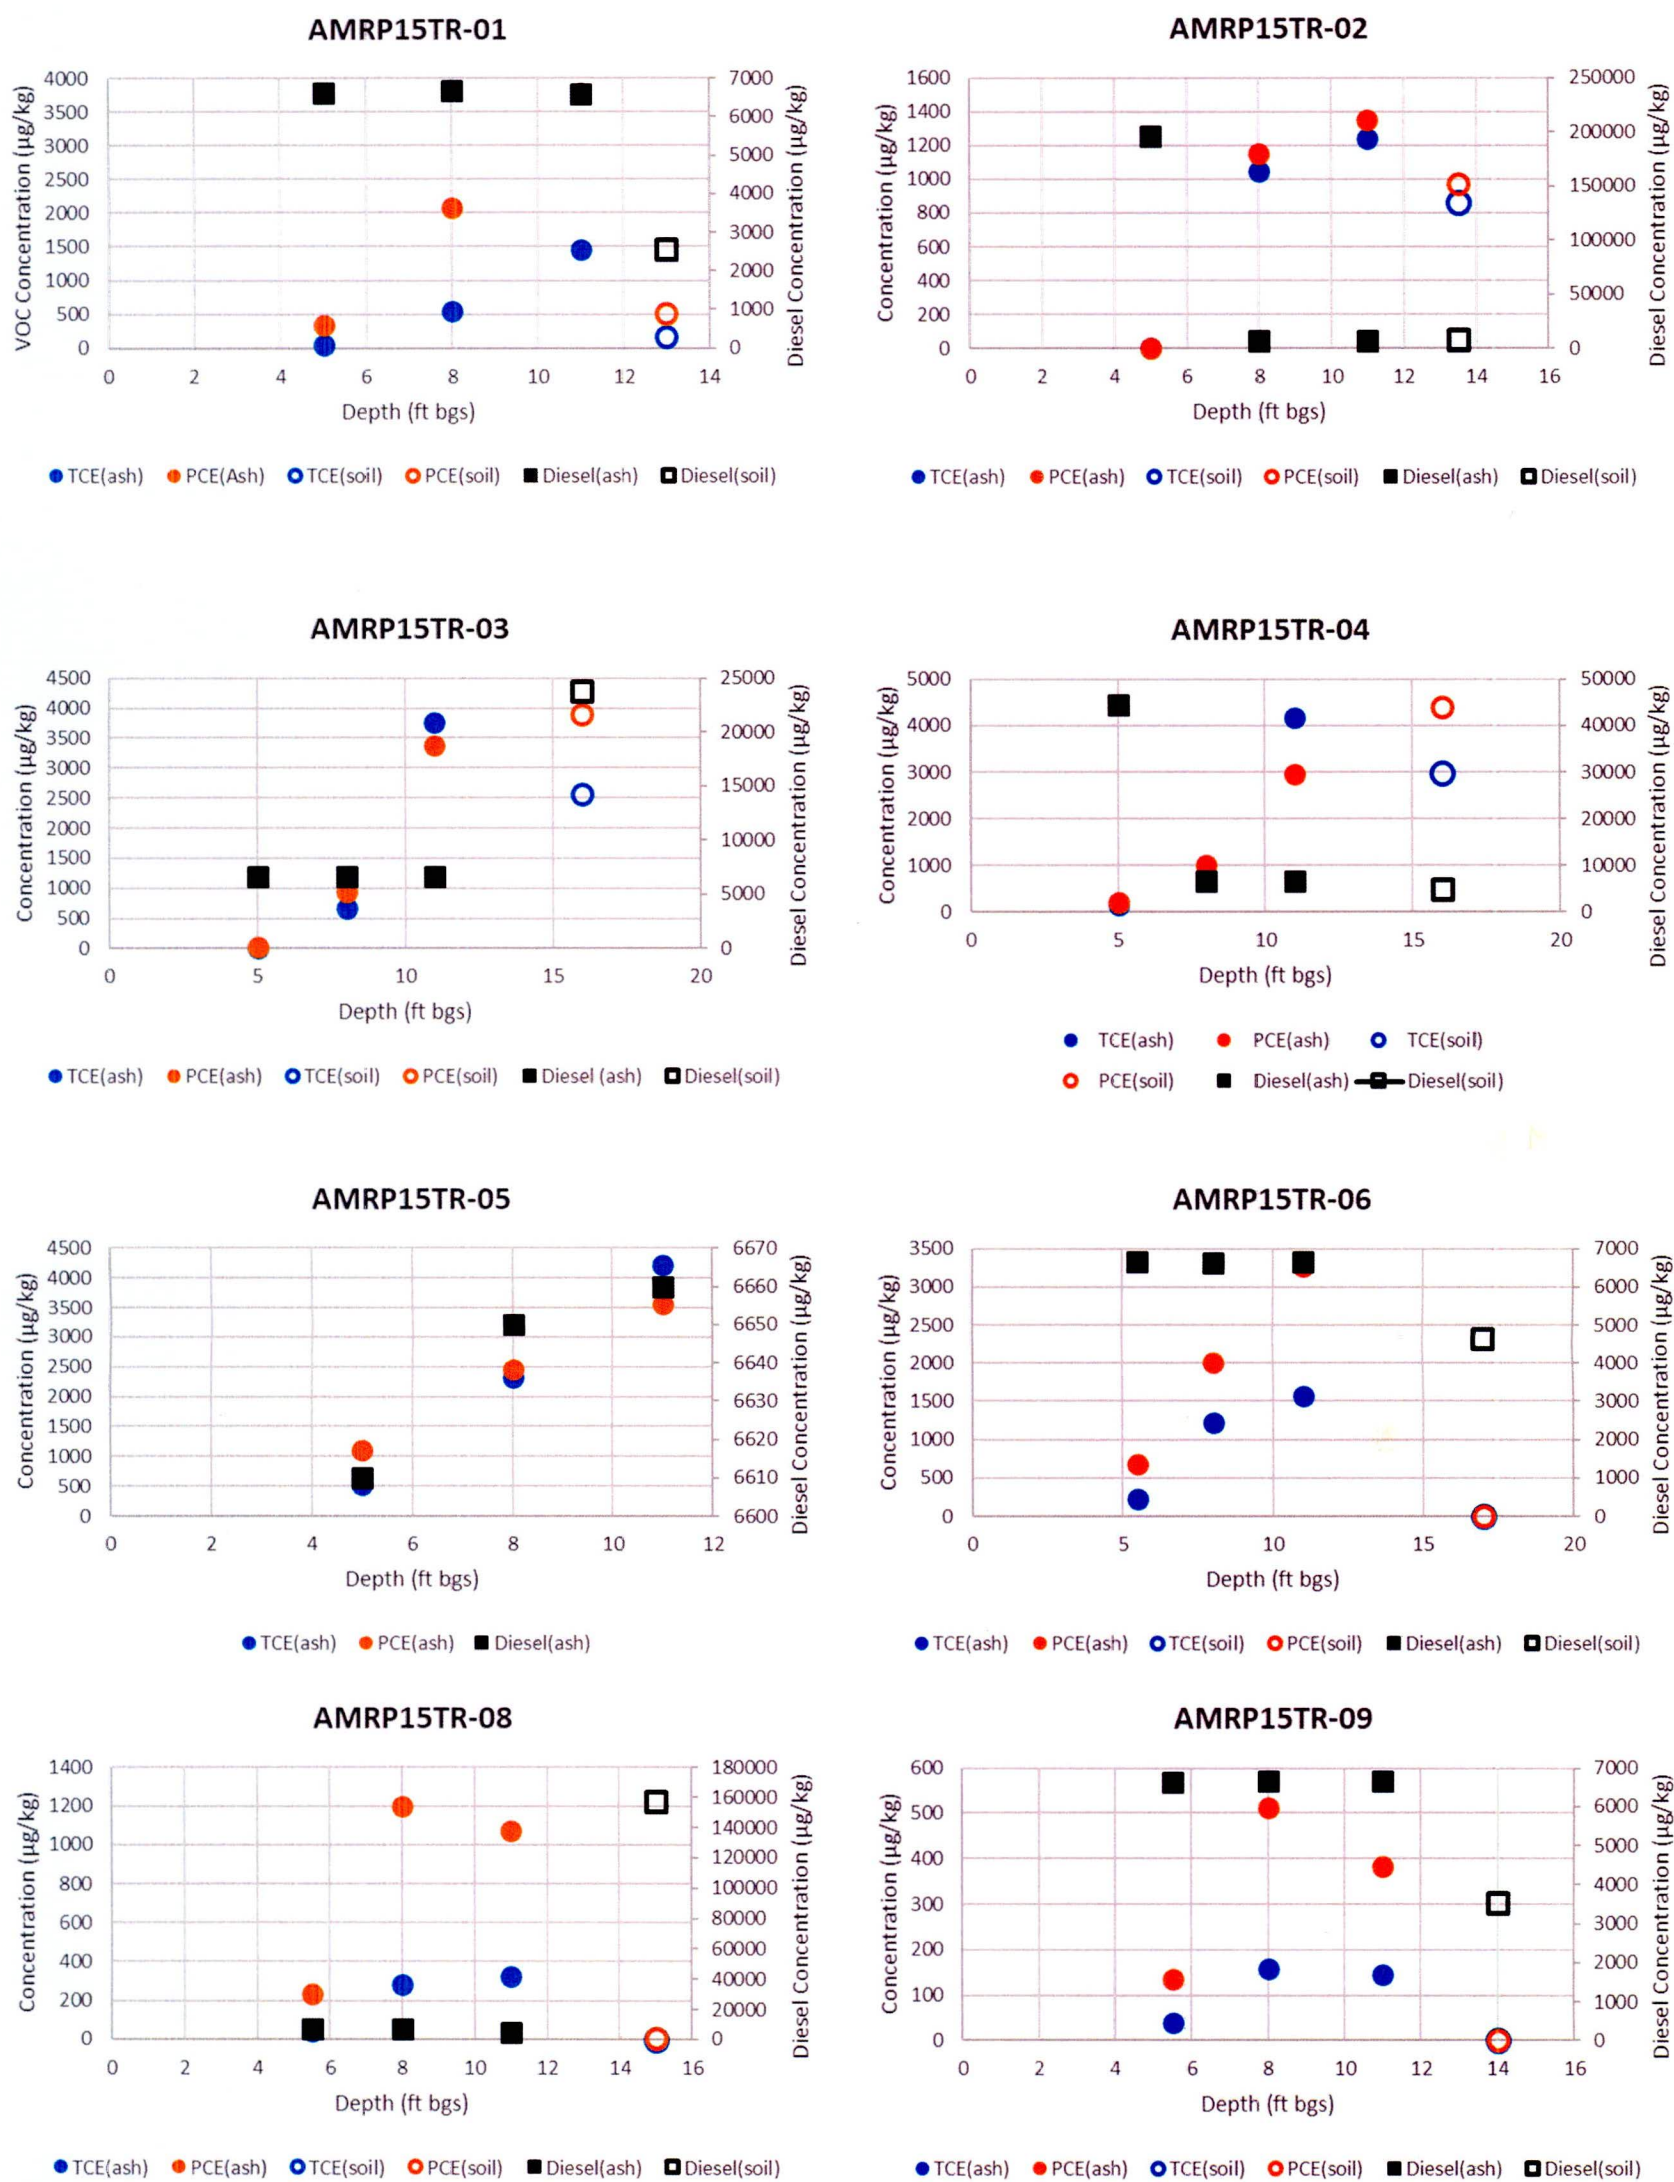 AMRP15TR-01
VOC Concentration (µg/kg)
4000
3500
3000
2500
2000
1500
1000
500
0
7000
6000
5000
4000
3000
2000
1000
0
Diesel Concentration (µg/kg)
0 2 4 6 8 10 12 14
Depth (ft bgs)
TCE(ash) PCE(Ash) TCE(soil) PCE(soil) Diesel(ash) Diesel(soil)
AMRP15TR-02
Concentration (µg/kg)
1600
1400
1200
1000
800
600
400
200
0
250000
200000
150000
100000
50000
0
Diesel Concentration (µg/kg)
0 2 4 6 8 10 12 14 16
Depth (ft bgs)
TCE(ash) PCE(ash) TCE(soil) PCE(soil) Diesel(ash) Diesel(soil)
AMRP15TR-03
Concentration (µg/kg)
4500
4000
3500
3000
2500
2000
1500
1000
500
0
25000
20000
15000
10000
5000
0
Diesel Concentration (µg/kg)
0 5 10 15 20
Depth (ft bgs)
TCE(ash) PCE(ash) TCE(soil) PCE(soil) Diesel (ash) Diesel(soil)
AMRP15TR-04
Concentration (µg/kg)
5000
4000
3000
2000
1000
0
50000
40000
30000
20000
10000
0
Diesel Concentration (µg/kg)
0 5 10 15 20
Depth (ft bgs)
TCE(ash) PCE(ash) TCE(soil)
PCE(soil) Diesel(ash) Diesel(soil)
AMRP15TR-05
Concentration (µg/kg)
4500
4000
3500
3000
2500
2000
1500
1000
500
0
6670
6660
6650
6640
6630
6620
6610
6600
Diesel Concentration (µg/kg)
0 2 4 6 8 10 12
Depth (ft bgs)
TCE(ash) PCE(ash) Diesel(ash)
AMRP15TR-06
Concentration (µg/kg)
3500
3000
2500
2000
1500
1000
500
0
7000
6000
5000
4000
3000
2000
1000
0
Diesel Concentration (µg/kg)
0 5 10 15 20
Depth (ft bgs)
TCE(ash) PCE(ash) TCE(soil) PCE(soil) Diesel(ash) Diesel(soil)
AMRP15TR-08
Concentration (µg/kg)
1400
1200
1000
800
600
400
200
0
180000
160000
140000
120000
100000
80000
60000
40000
20000
0
Diesel Concentration (µg/kg)
0 2 4 6 8 10 12 14 16
Depth (ft bgs)
TCE(ash) PCE(ash) TCE(soil) PCE(soil) Diesel(ash) Diesel(soil)
AMRP15TR-09
Concentration (µg/kg)
600
500
400
300
200
100
0
7000
6000
5000
4000
3000
2000
1000
0
Diesel Concentration (µg/kg)
0 2 4 6 8 10 12 14 16
Depth (ft bgs)
TCE(ash) PCE(ash) TCE(soil) PCE(soil) Diesel(ash) Diesel(soil)